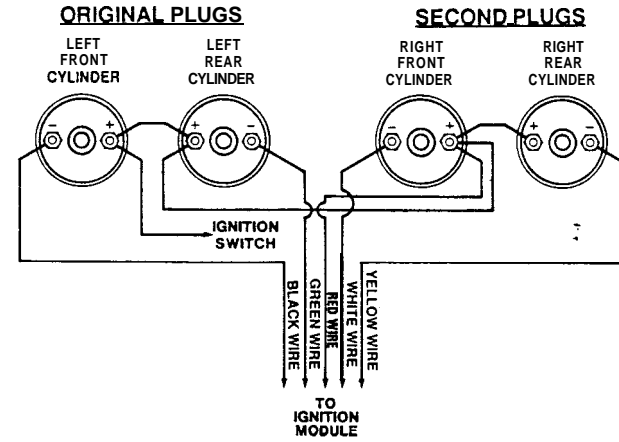 ORIGINAL PLUGS
SECOND PLUGS
LEFT
FRONT
CYLINDER
LEFT
REAR
CYLINDER
RIGHT
FRONT
CYLINDER
RIGHT
REAR
CYLINDER
− +
+ −
− +
+ −
IGNITION
SWITCH
BLACK WIRE
GREEN WIRE
RED WIRE
WHITE WIRE
YELLOW WIRE
TO
IGNITION
MODULE